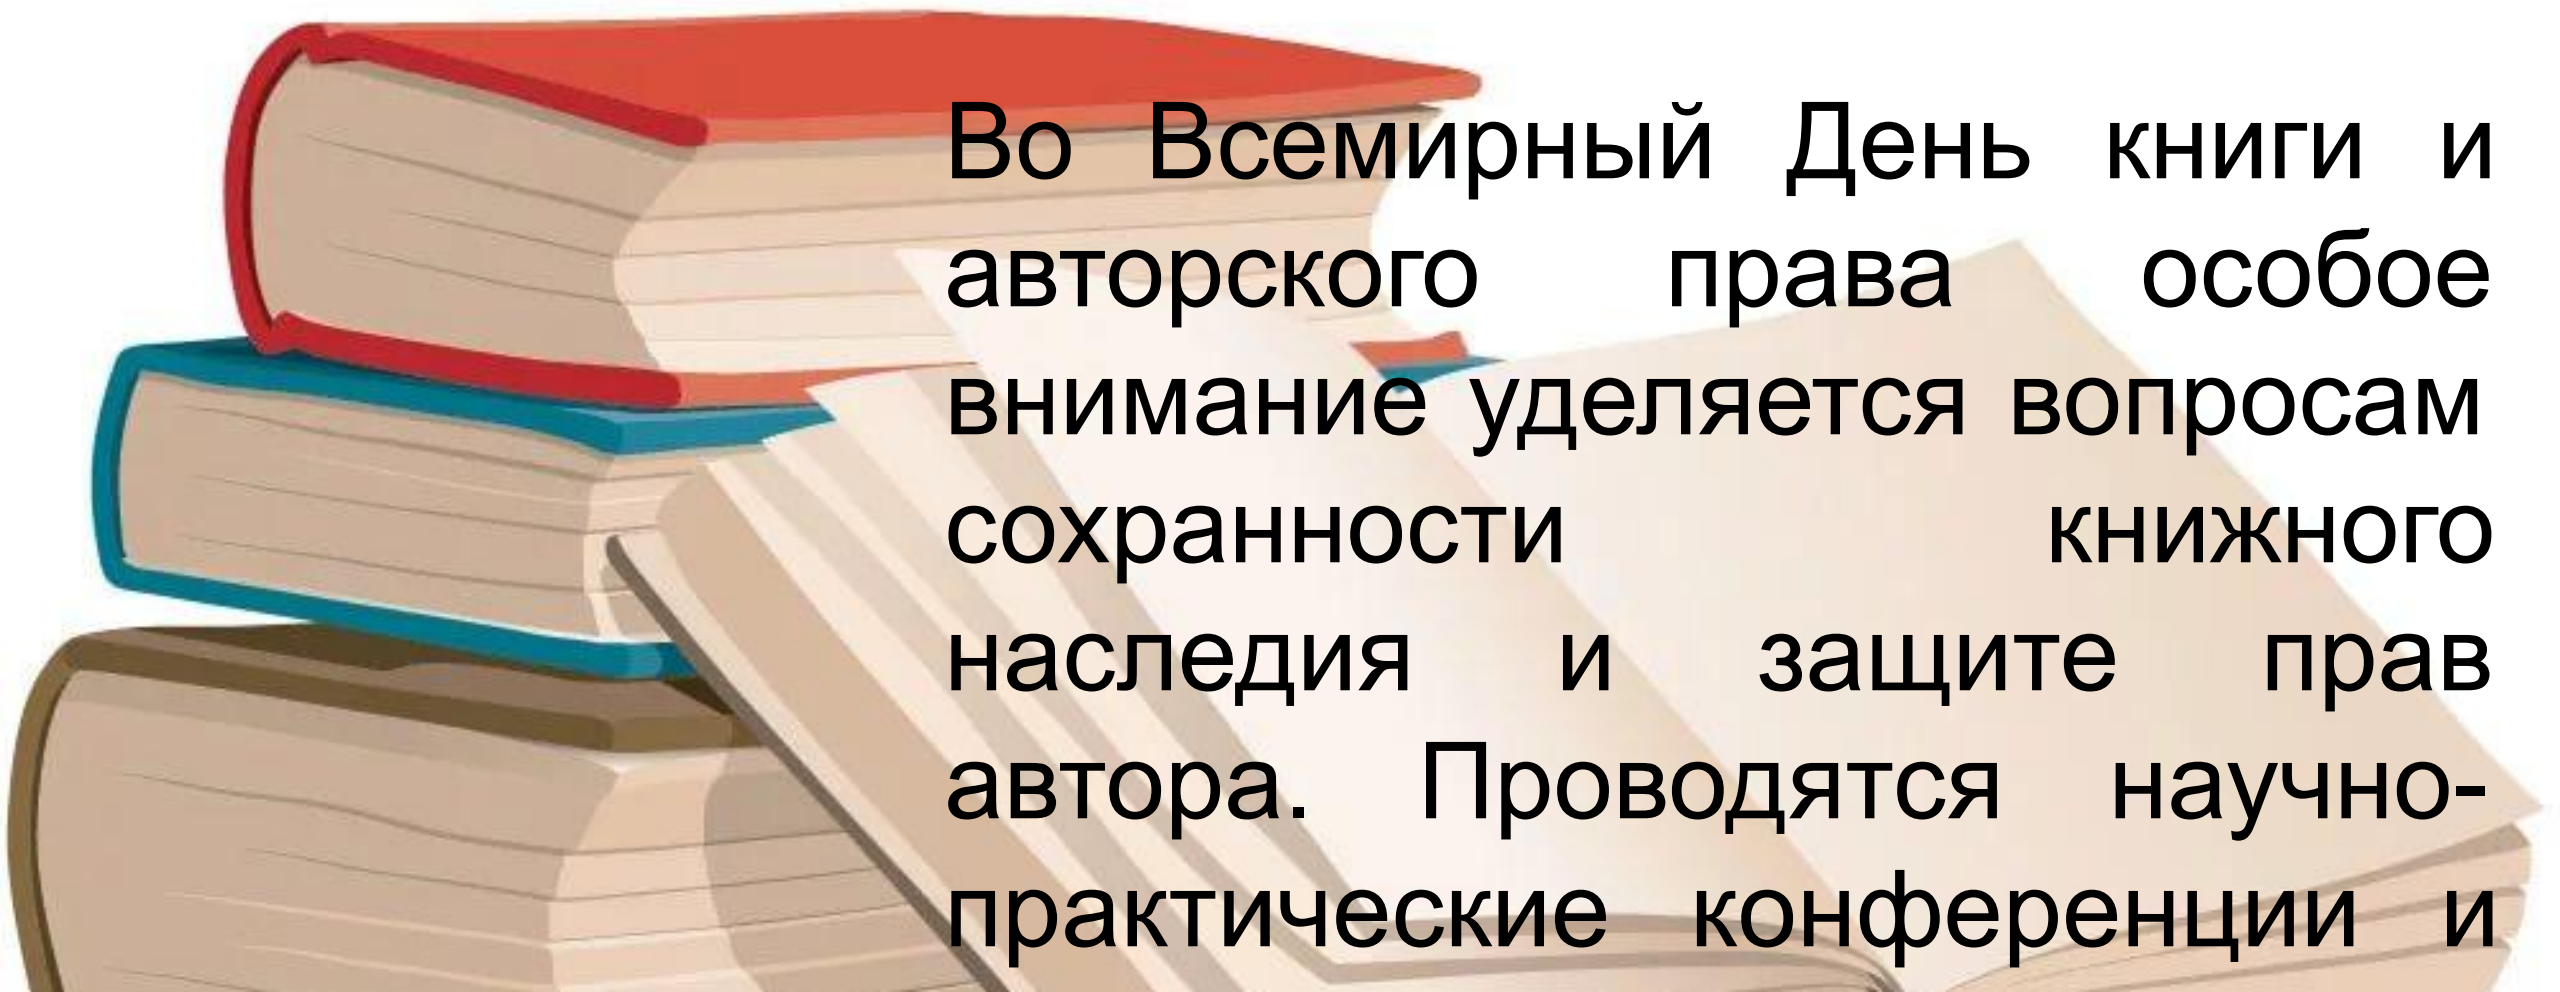 Во Всемирный День книги и
авторского права особое
внимание уделяется вопросам
сохранности книжного
наследия и защите прав
автора. Проводятся научно-
практические конференции и